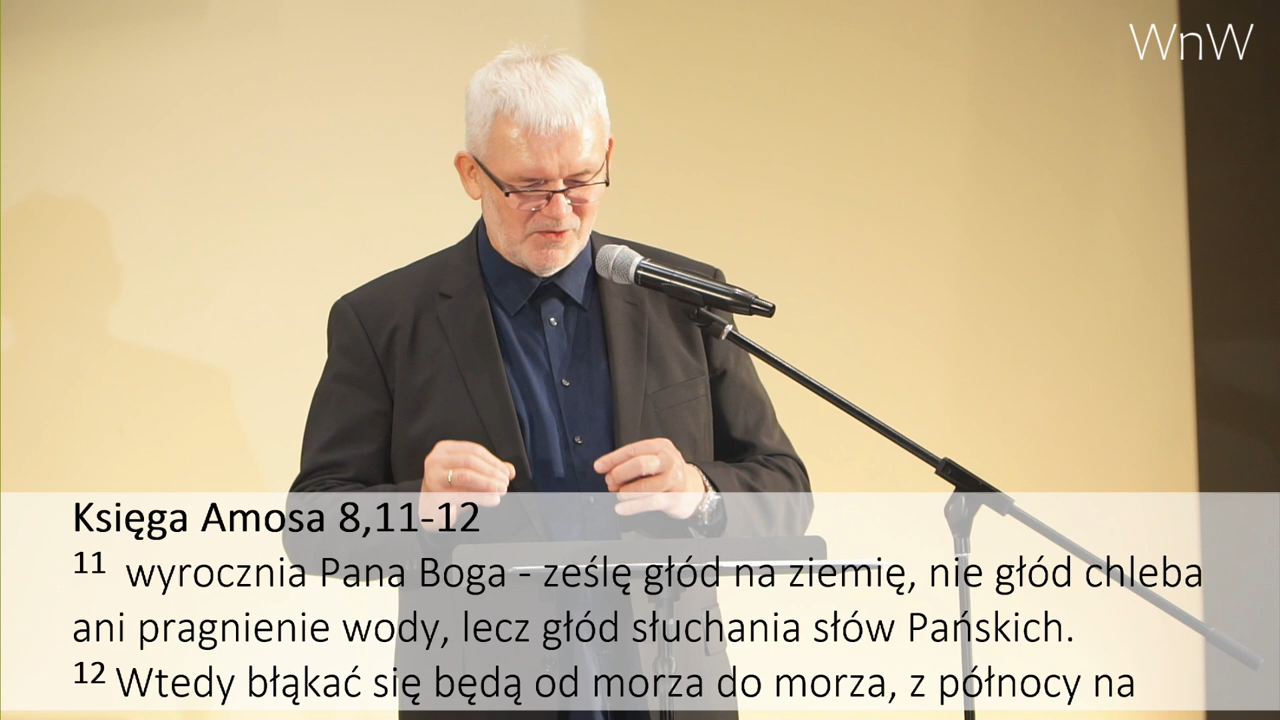 WnW
Księga Amosa 8,11-12
11 wyrocznia Pana Boga - ześlę głód na ziemię, nie głód chleba
ani pragnienie wody, lecz głód słuchania słów Pańskich.
12 Wtedy błąkać się będą od morza do morza, z północy na